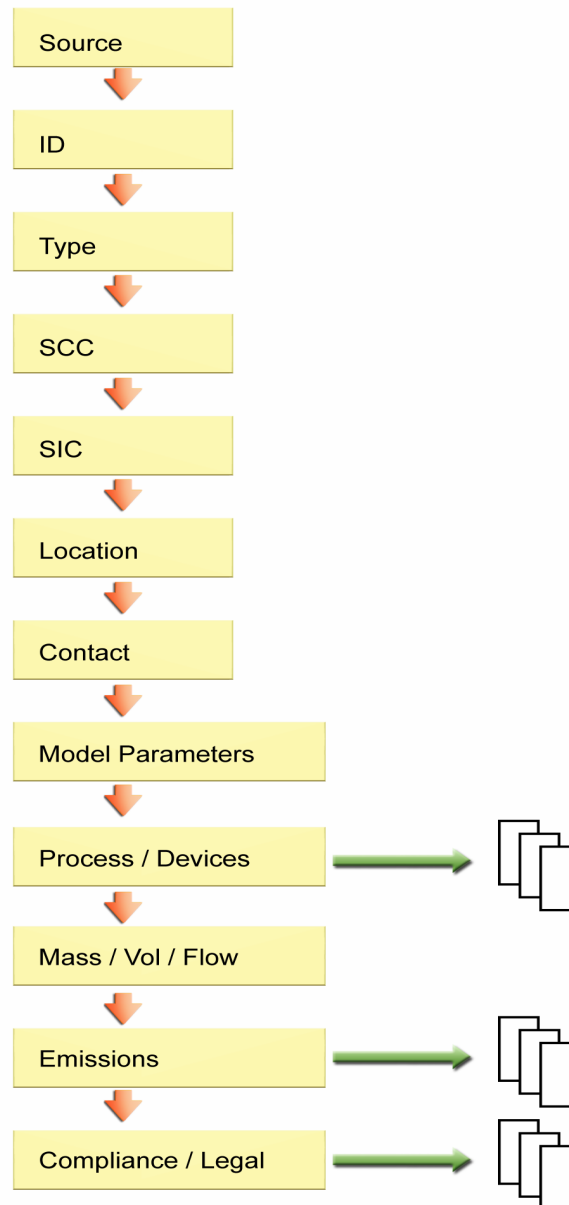 Source
ID
Type
SCC
SIC
Location
Contact
Model Parameters
Process / Devices
Mass / Vol / Flow
Emissions
Compliance / Legal